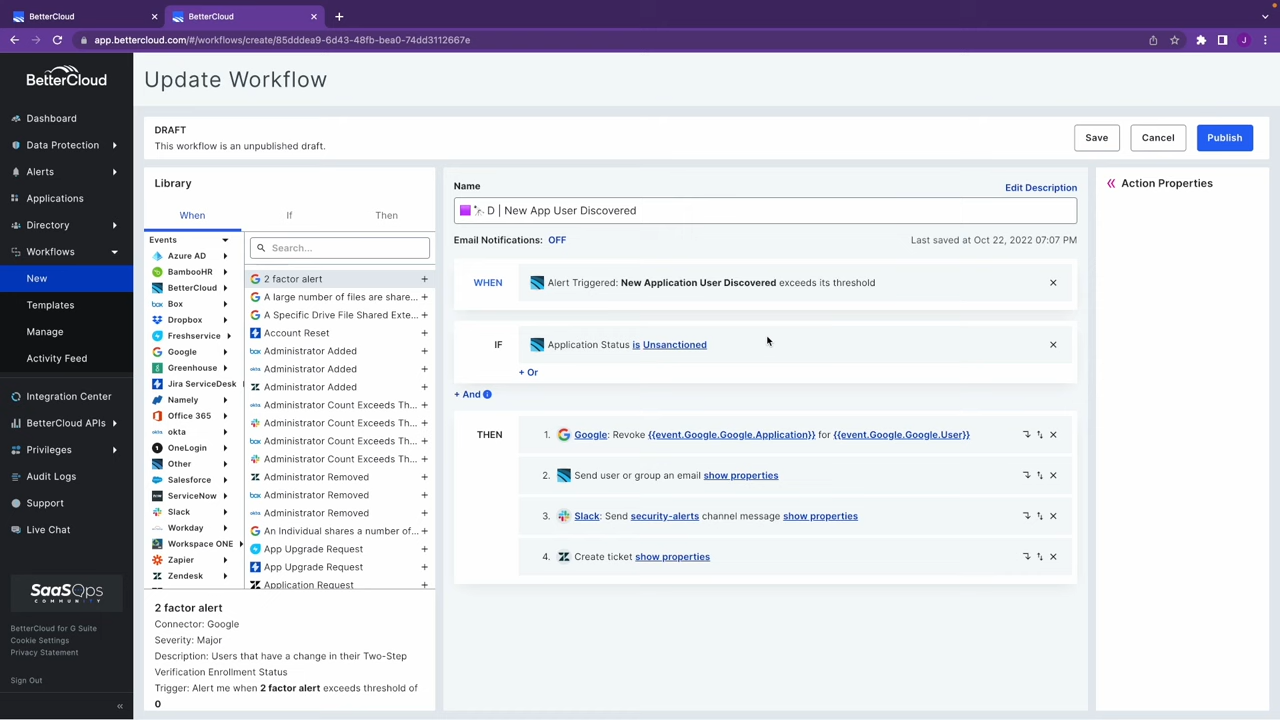 BetterCloud
BetterCloud
app.bettercloud.com/#/workflows/create/85dddea9-6d43-48fb-bea0-74dd3112667e
J
BetterCloud
Dashboard
Data Protection
Alerts
Applications
Directory
Workflows
New
Templates
Manage
Activity Feed
Integration Center
BetterCloud APIs
Privileges
Audit Logs
Support
Live Chat
SaaSOps
COMMUNITY
BetterCloud for G Suite
Cookie Settings
Privacy Statement
Sign Out
Update Workflow
DRAFT
This workflow is an unpublished draft.
Save
Cancel
Publish
Library
When
If
Then
Events
Azure AD
BambooHR
BetterCloud
Box
Dropbox
Freshservice
Google
Greenhouse
Jira ServiceDesk
Namely
Office 365
okta
OneLogin
Other
Salesforce
ServiceNow
Slack
Workday
Workspace ONE
Zapier
Zendesk
Search...
2 factor alert
A large number of files are share...
A Specific Drive File Shared Exte...
Account Reset
Administrator Added
Administrator Added
Administrator Added
Administrator Count Exceeds Th...
Administrator Count Exceeds Th...
Administrator Count Exceeds Th...
Administrator Count Exceeds Th...
Administrator Removed
Administrator Removed
Administrator Removed
An Individual shares a number of...
App Upgrade Request
App Upgrade Request
Application Request
2 factor alert
Connector: Google
Severity: Major
Description: Users that have a change in their Two-Step
Verification Enrollment Status
Trigger: Alert me when 2 factor alert exceeds threshold of
0
Name
Edit Description
D | New App User Discovered
Email Notifications: OFF
Last saved at Oct 22, 2022 07:07 PM
WHEN
Alert Triggered: New Application User Discovered exceeds its threshold
IF
Application Status is Unsanctioned
+ Or
+ And
THEN
1. Google: Revoke {{event.Google.Google.Application}} for {{event.Google.Google.User}}
2. Send user or group an email show properties
3. Slack: Send security-alerts channel message show properties
4. Create ticket show properties
Action Properties